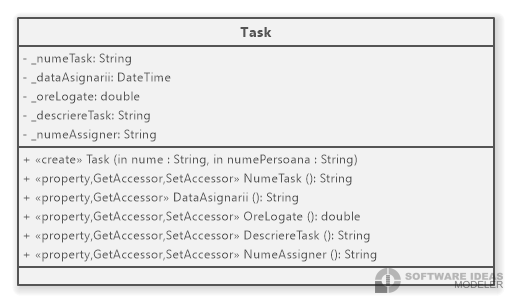 Task
- _numeTask: String
- _dataAsignarii: DateTime
- _oreLogate: double
- _descriereTask: String
- _numeAssigner: String
+ «create» Task (in nume : String, in numePersoana : String)
+ «property,GetAccessor,SetAccessor» NumeTask (): String
+ «property,GetAccessor» DataAsignarii (): String
+ «property,GetAccessor,SetAccessor» OreLogate (): double
+ «property,GetAccessor,SetAccessor» DescriereTask (): String
+ «property,GetAccessor,SetAccessor» NumeAssigner (): String
SOFTWARE IDEAS
MODELER